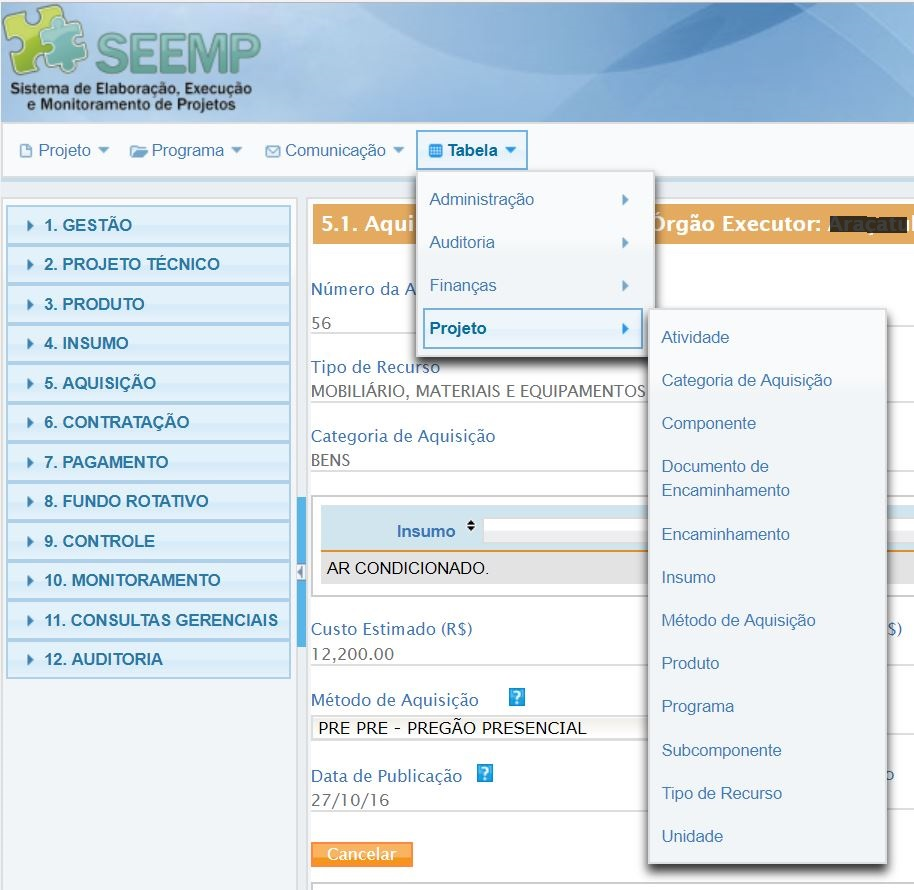 SEEMP
Sistema de Elaboração, Execução
e Monitoramento de Projetos
Projeto
Programa
Comunicação
Tabela
Administração
Auditoria
Finanças
Projeto
Atividade
Categoria de Aquisição
Componente
Documento de
Encaminhamento
Encaminhamento
Insumo
Método de Aquisição
Produto
Programa
Subcomponente
Tipo de Recurso
Unidade
1. GESTÃO
2. PROJETO TÉCNICO
3. PRODUTO
4. INSUMO
5. AQUISIÇÃO
6. CONTRATAÇÃO
7. PAGAMENTO
8. FUNDO ROTATIVO
9. CONTROLE
10. MONITORAMENTO
11. CONSULTAS GERENCIAIS
12. AUDITORIA
5.1. Aqui Órgão Executor:
Número da A
56
Tipo de Recurso
MOBILIÁRIO, MATERIAIS E EQUIPAMENTOS
Categoria de Aquisição
BENS
Insumo
AR CONDICIONADO.
Custo Estimado (R$) $)
12,200.00
Método de Aquisição ?
PRE PRE - PREGÃO PRESENCIAL
Data de Publicação ? o
27/10/16
Cancelar